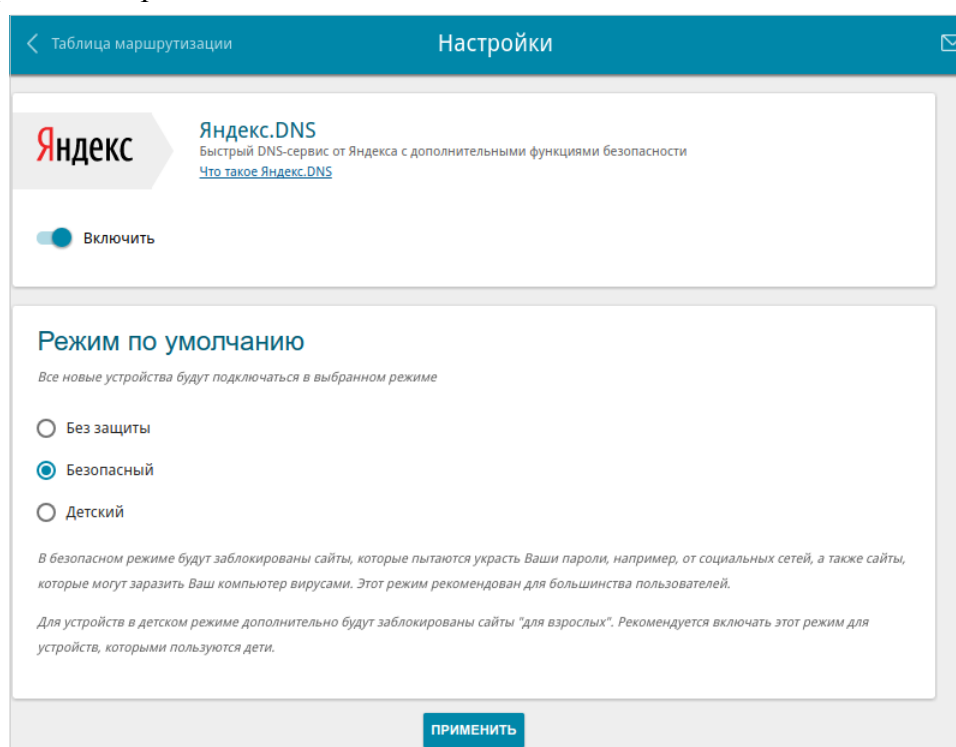 Таблица маршрутизации
Настройки
Яндекс
Яндекс.DNS
Быстрый DNS-сервис от Яндекса с дополнительными функциями безопасности
Что такое Яндекс.DNS
Включить
Режим по умолчанию
Все новые устройства будут подключаться в выбранном режиме
Без защиты
Безопасный
Детский
В безопасном режиме будут заблокированы сайты, которые пытаются украсть Ваши пароли, например, от социальных сетей, а также сайты,
которые могут заразить Ваш компьютер вирусами. Этот режим рекомендован для большинства пользователей.
Для устройств в детском режиме дополнительно будут заблокированы сайты "для взрослых". Рекомендуется включать этот режим для
устройств, которыми пользуются дети.
ПРИМЕНИТЬ